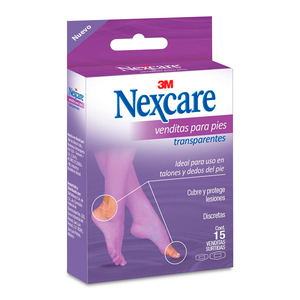 Nuevo
3M
Nexcare
venditas para pies
transparentes
Ideal para uso en
talones y dedos del pie
Cubre y protege
lesiones
Discretas
Cont.
15
VENDITAS
SURTIDAS